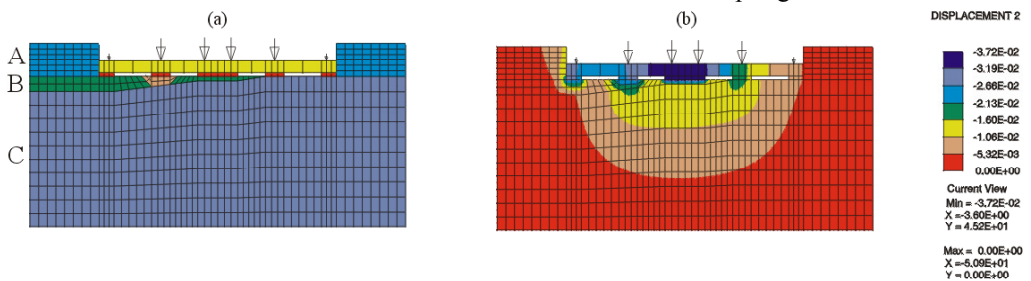 (a)
(b)
DISPLACEMENT 2
A
B
C
-3.72E-02
-3.19E-02
-2.66E-02
-2.13E-02
-1.60E-02
-1.06E-02
-5.32E-03
0.00E+00
Current View
Min = -3.72E-02
X =-3.60E+00
Y = 4.52E+01
Max = 0.00E+00
X =-5.09E+01
Y = 0.00E+00